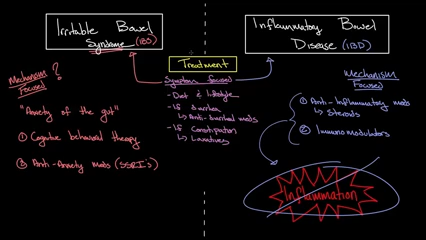 Irritable Bowel
Syndrome (IBS)
Inflammatory Bowel
Disease (IBD)
Treatment
Mechanism
Focused
?
"Anxiety of the gut"
① Cognitive behavioral therapy
② Anti-Anxiety meds (SSRI's)
Symptom focused
- Diet & lifestyle
- If diarrhea
↳ Anti-diarrheal meds
- If constipation
↳ Laxatives
Mechanism
Focused
① Anti-Inflammatory meds
↳ Steroids
② Immunomodulators
Inflammation